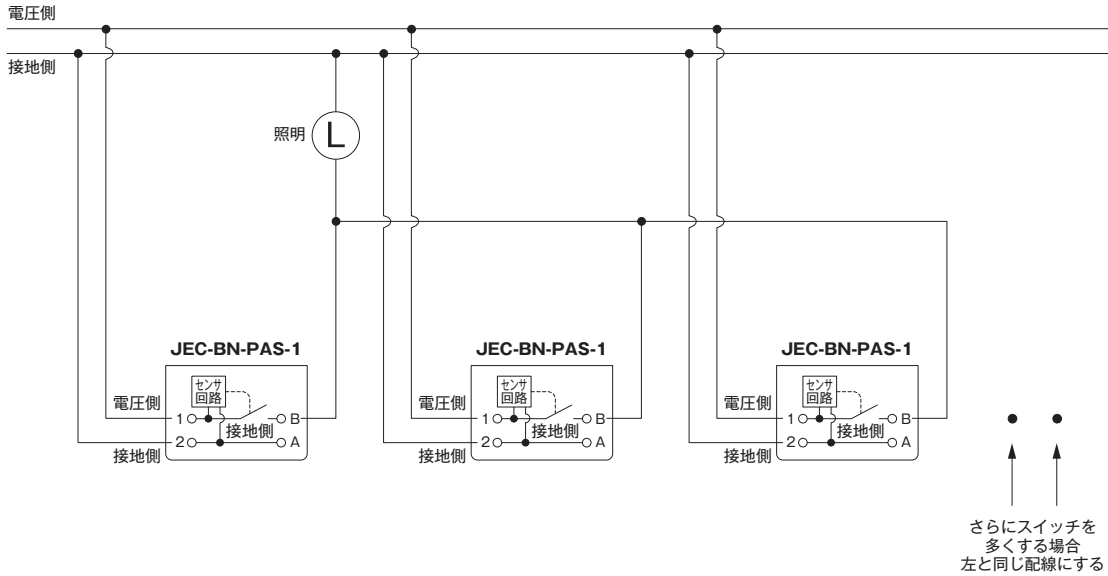 電圧側
接地側
照明
L
JEC-BN-PAS-1
センサ
回路
電圧側
1
B
接地側
2
A
接地側
JEC-BN-PAS-1
センサ
回路
電圧側
1
B
接地側
2
A
接地側
JEC-BN-PAS-1
センサ
回路
電圧側
1
B
接地側
2
A
接地側
さらにスイッチを
多くする場合
左と同じ配線にする